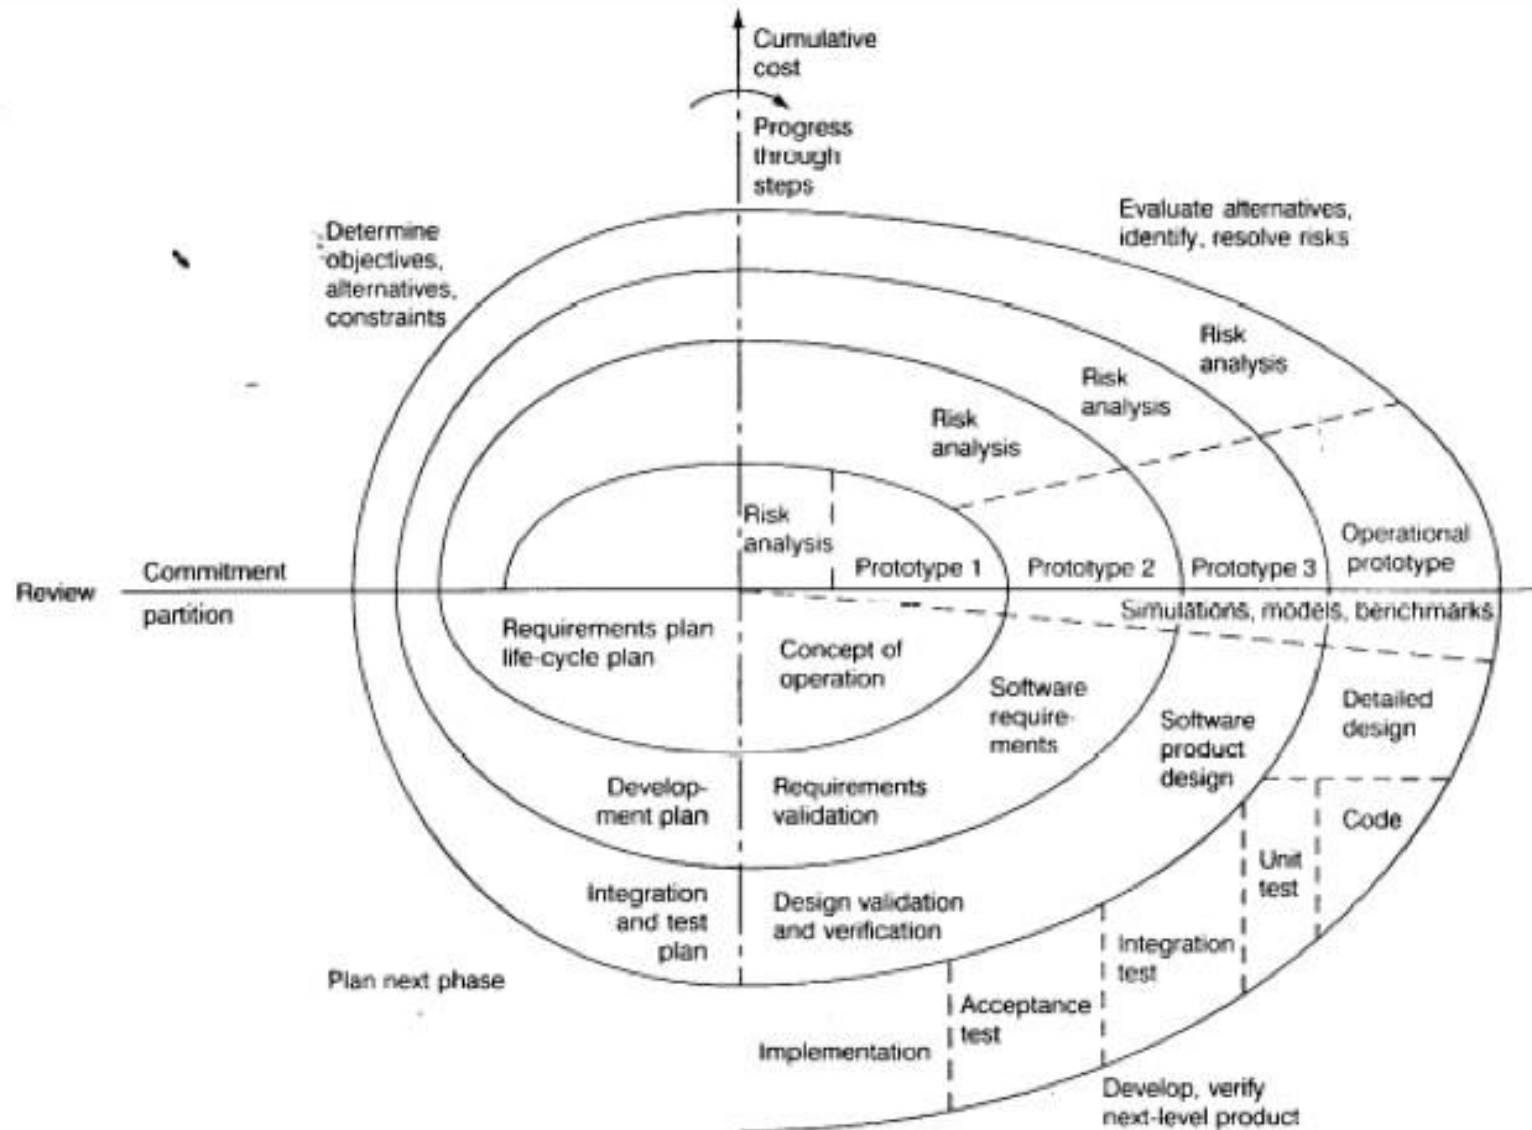 Cumulative
cost
Progress
through
steps
Determine
objectives,
alternatives,
constraints
Evaluate alternatives,
identify, resolve risks
Risk
analysis
Risk
analysis
Risk
analysis
Risk
analysis
Prototype 1
Prototype 2
Prototype 3
Operational
prototype
Review
Commitment
partition
Simulations, models, benchmarks
Requirements plan
life-cycle plan
Concept of
operation
Software
require-
ments
Software
product
design
Detailed
design
Develop-
ment plan
Requirements
validation
Code
Unit
test
Integration
and test
plan
Design validation
and verification
Integration
test
Plan next phase
Acceptance
test
Implementation
Develop, verify
next-level product